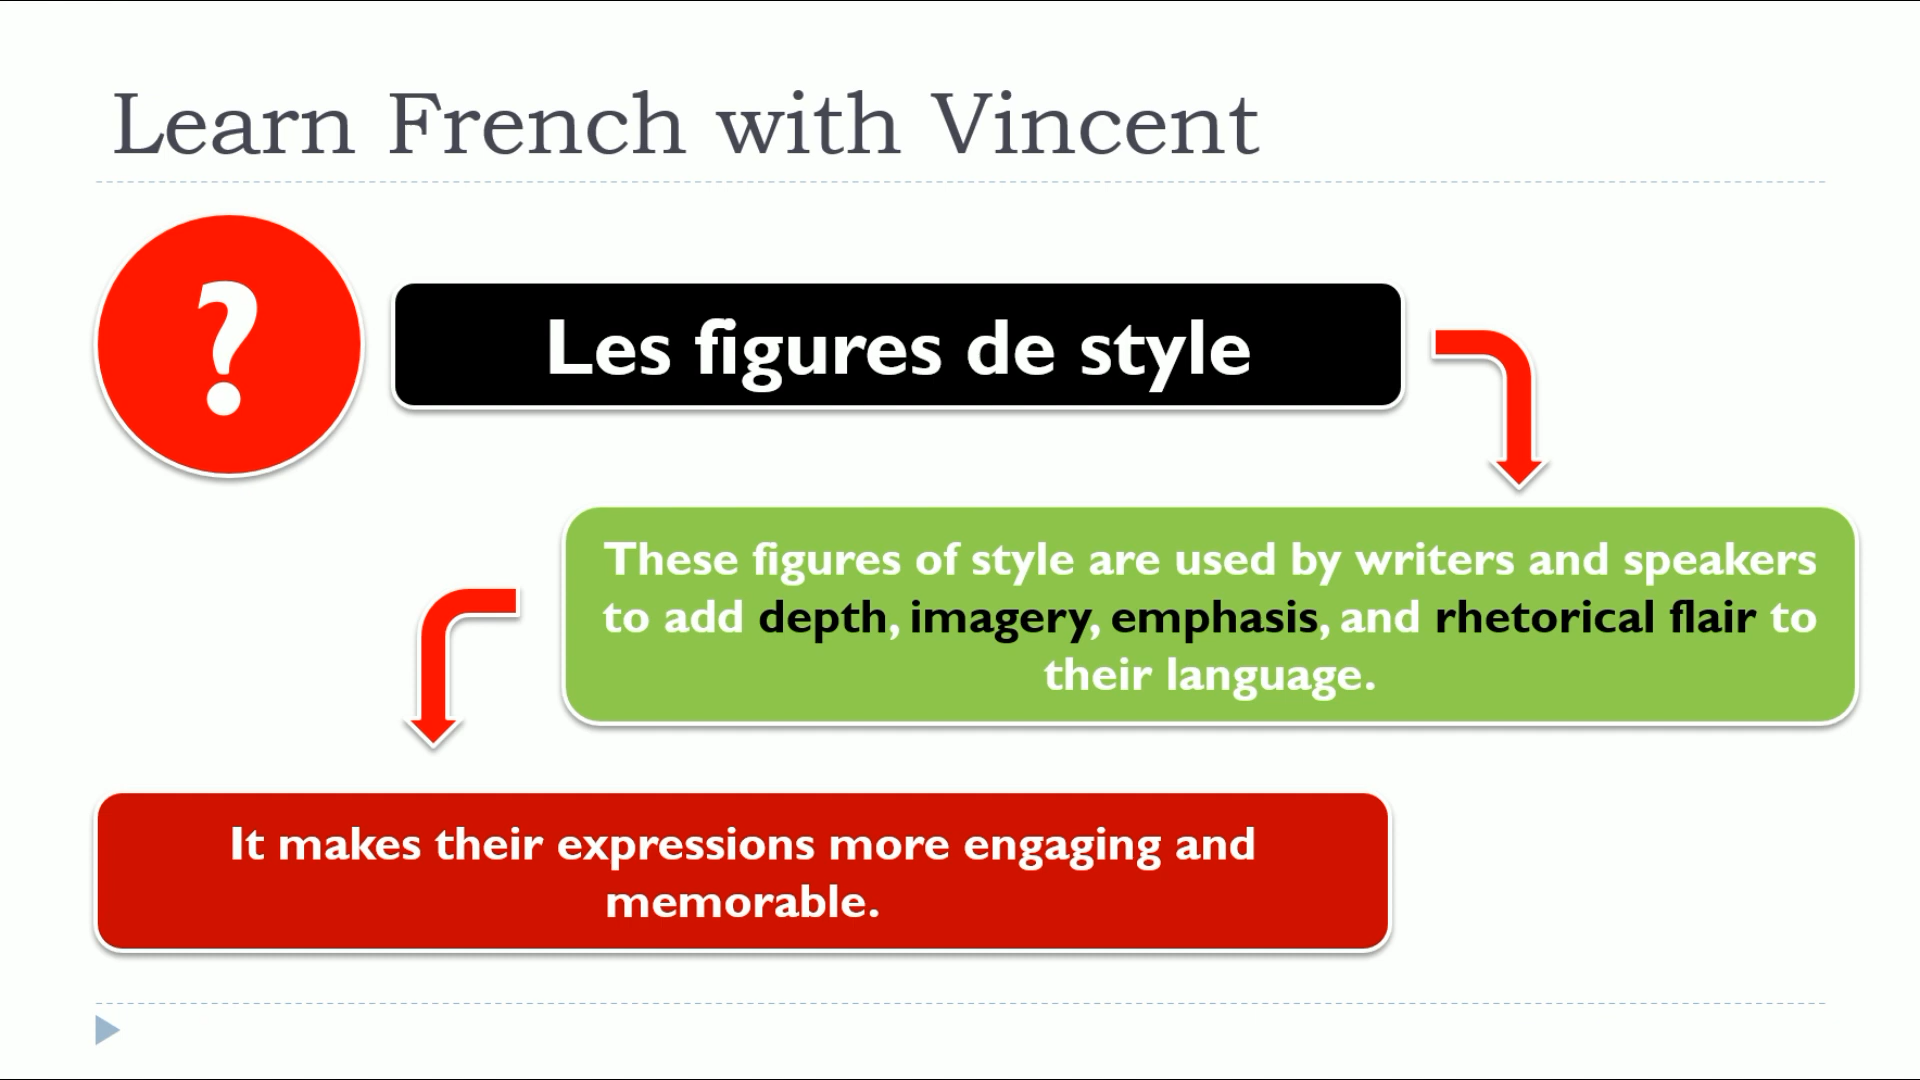 Learn French with Vincent
?
Les figures de style
These figures of style are used by writers and speakers
to add depth, imagery, emphasis, and rhetorical flair to
their language.
It makes their expressions more engaging and
memorable.